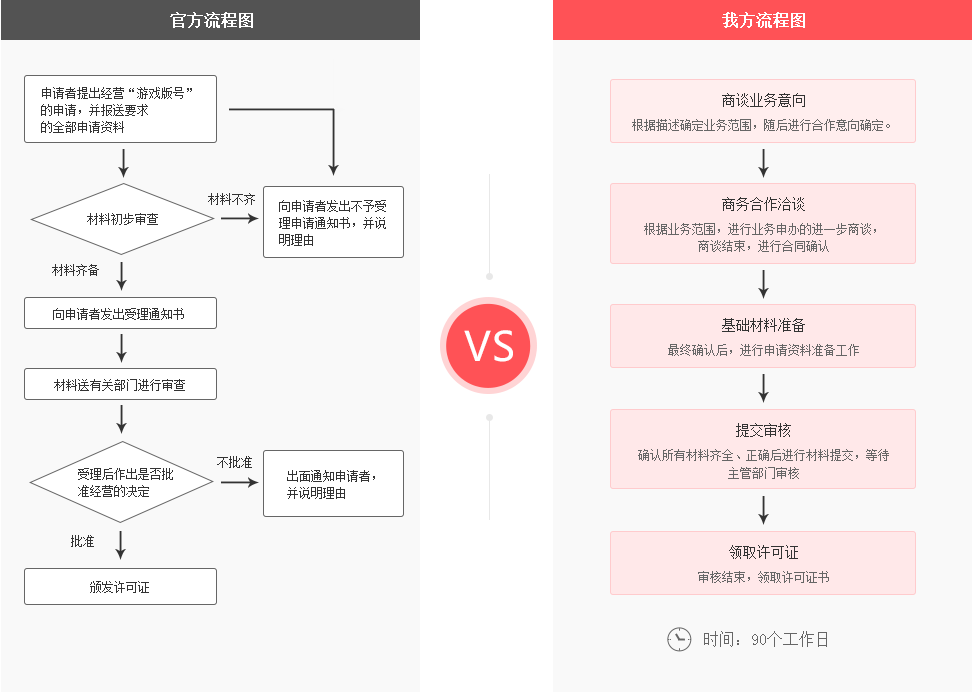 官方流程图
申请者提出经营“游戏版号”
的申请，并报送要求
的全部申请资料
材料初步审查
材料不齐
向申请者发出不予受
理申请通知书，并说
明理由
材料齐备
向申请者发出受理通知书
材料送有关部门进行审查
受理后作出是否批
准经营的决定
不批准
出面通知申请者，
并说明理由
批准
颁发许可证
VS
我方流程图
商谈业务意向
根据描述确定业务范围，随后进行合作意向确定。
商务合作洽谈
根据业务范围，进行业务申办的进一步商谈，
商谈结束，进行合同确认
基础材料准备
最终确认后，进行申请资料准备工作
提交审核
确认所有材料齐全、正确后进行材料提交，等待
主管部门审核
领取许可证
审核结束，领取许可证书
时间：90个工作日